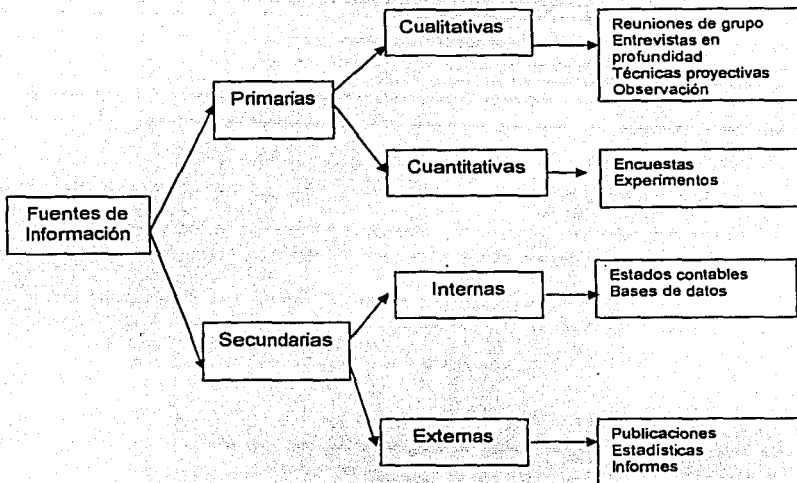 Fuentes de
Información
Primarias
Cualitativas
Reuniones de grupo
Entrevistas en
profundidad
Técnicas proyectivas
Observación
Cuantitativas
Encuestas
Experimentos
Secundarias
Internas
Estados contables
Bases de datos
Externas
Publicaciones
Estadísticas
Informes